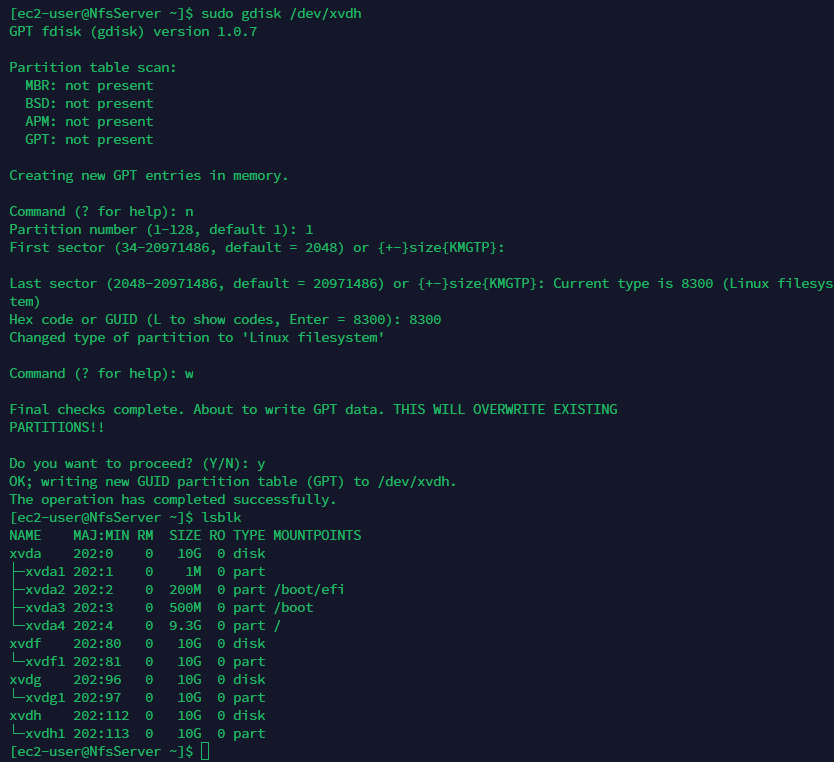 [ec2-user@NfsServer ~]$ sudo gdisk /dev/xvdh
GPT fdisk (gdisk) version 1.0.7
Partition table scan:
  MBR: not present
  BSD: not present
  APM: not present
  GPT: not present
Creating new GPT entries in memory.
Command (? for help): n
Partition number (1-128, default 1): 1
First sector (34-20971486, default = 2048) or {+-}size{KMGTP}:
Last sector (2048-20971486, default = 20971486) or {+-}size{KMGTP}: Current type is 8300 (Linux filesys
tem)
Hex code or GUID (L to show codes, Enter = 8300): 8300
Changed type of partition to 'Linux filesystem'
Command (? for help): w
Final checks complete. About to write GPT data. THIS WILL OVERWRITE EXISTING
PARTITIONS!!
Do you want to proceed? (Y/N): y
OK; writing new GUID partition table (GPT) to /dev/xvdh.
The operation has completed successfully.
[ec2-user@NfsServer ~]$ lsblk
NAME    MAJ:MIN RM  SIZE RO TYPE MOUNTPOINTS
xvda    202:0    0   10G  0 disk
├─xvda1 202:1    0    1M  0 part
├─xvda2 202:2    0  200M  0 part /boot/efi
├─xvda3 202:3    0  500M  0 part /boot
└─xvda4 202:4    0  9.3G  0 part /
xvdf    202:80   0   10G  0 disk
└─xvdf1 202:81   0   10G  0 part
xvdg    202:96   0   10G  0 disk
└─xvdg1 202:97   0   10G  0 part
xvdh    202:112  0   10G  0 disk
└─xvdh1 202:113  0   10G  0 part
[ec2-user@NfsServer ~]$